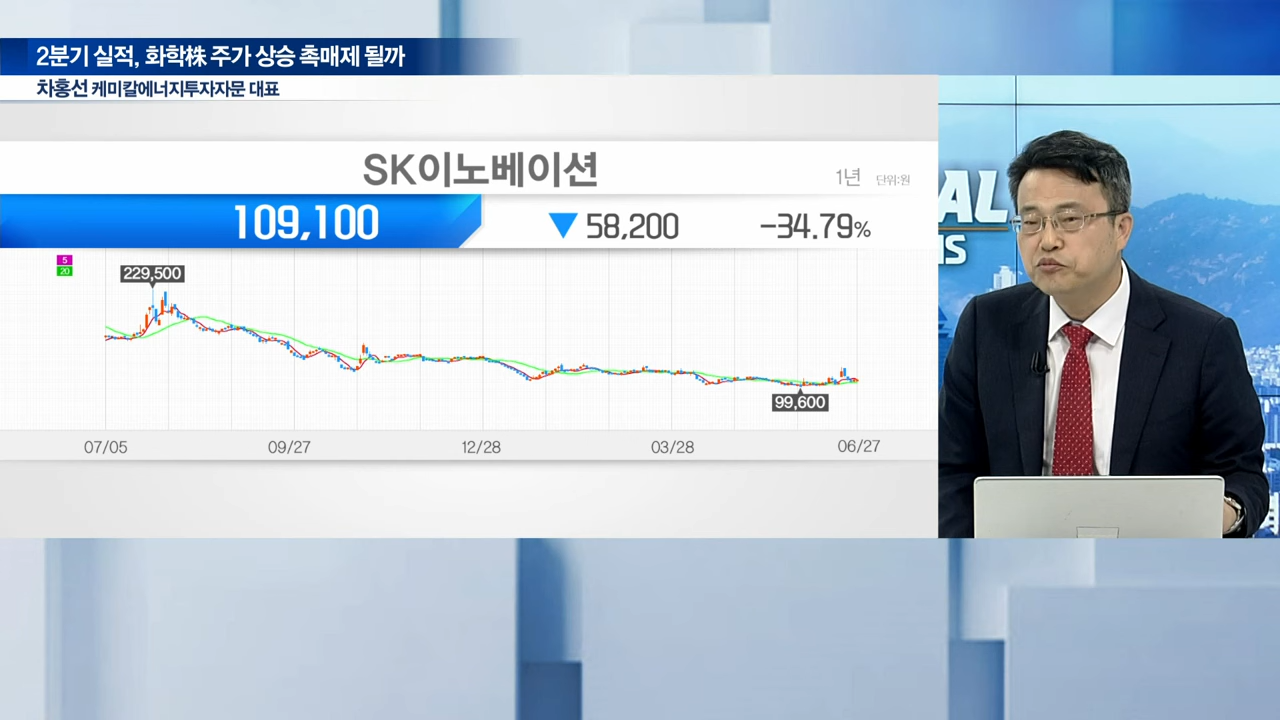 2분기 실적, 화학株 주가 상승 촉매제 될까
차홍선 케미칼에너지투자자문 대표
SK이노베이션
1년 단위:원
109,100 ▼ 58,200 -34.79%
5
20
229,500
99,600
07/05 09/27 12/28 03/28 06/27
AL
IS